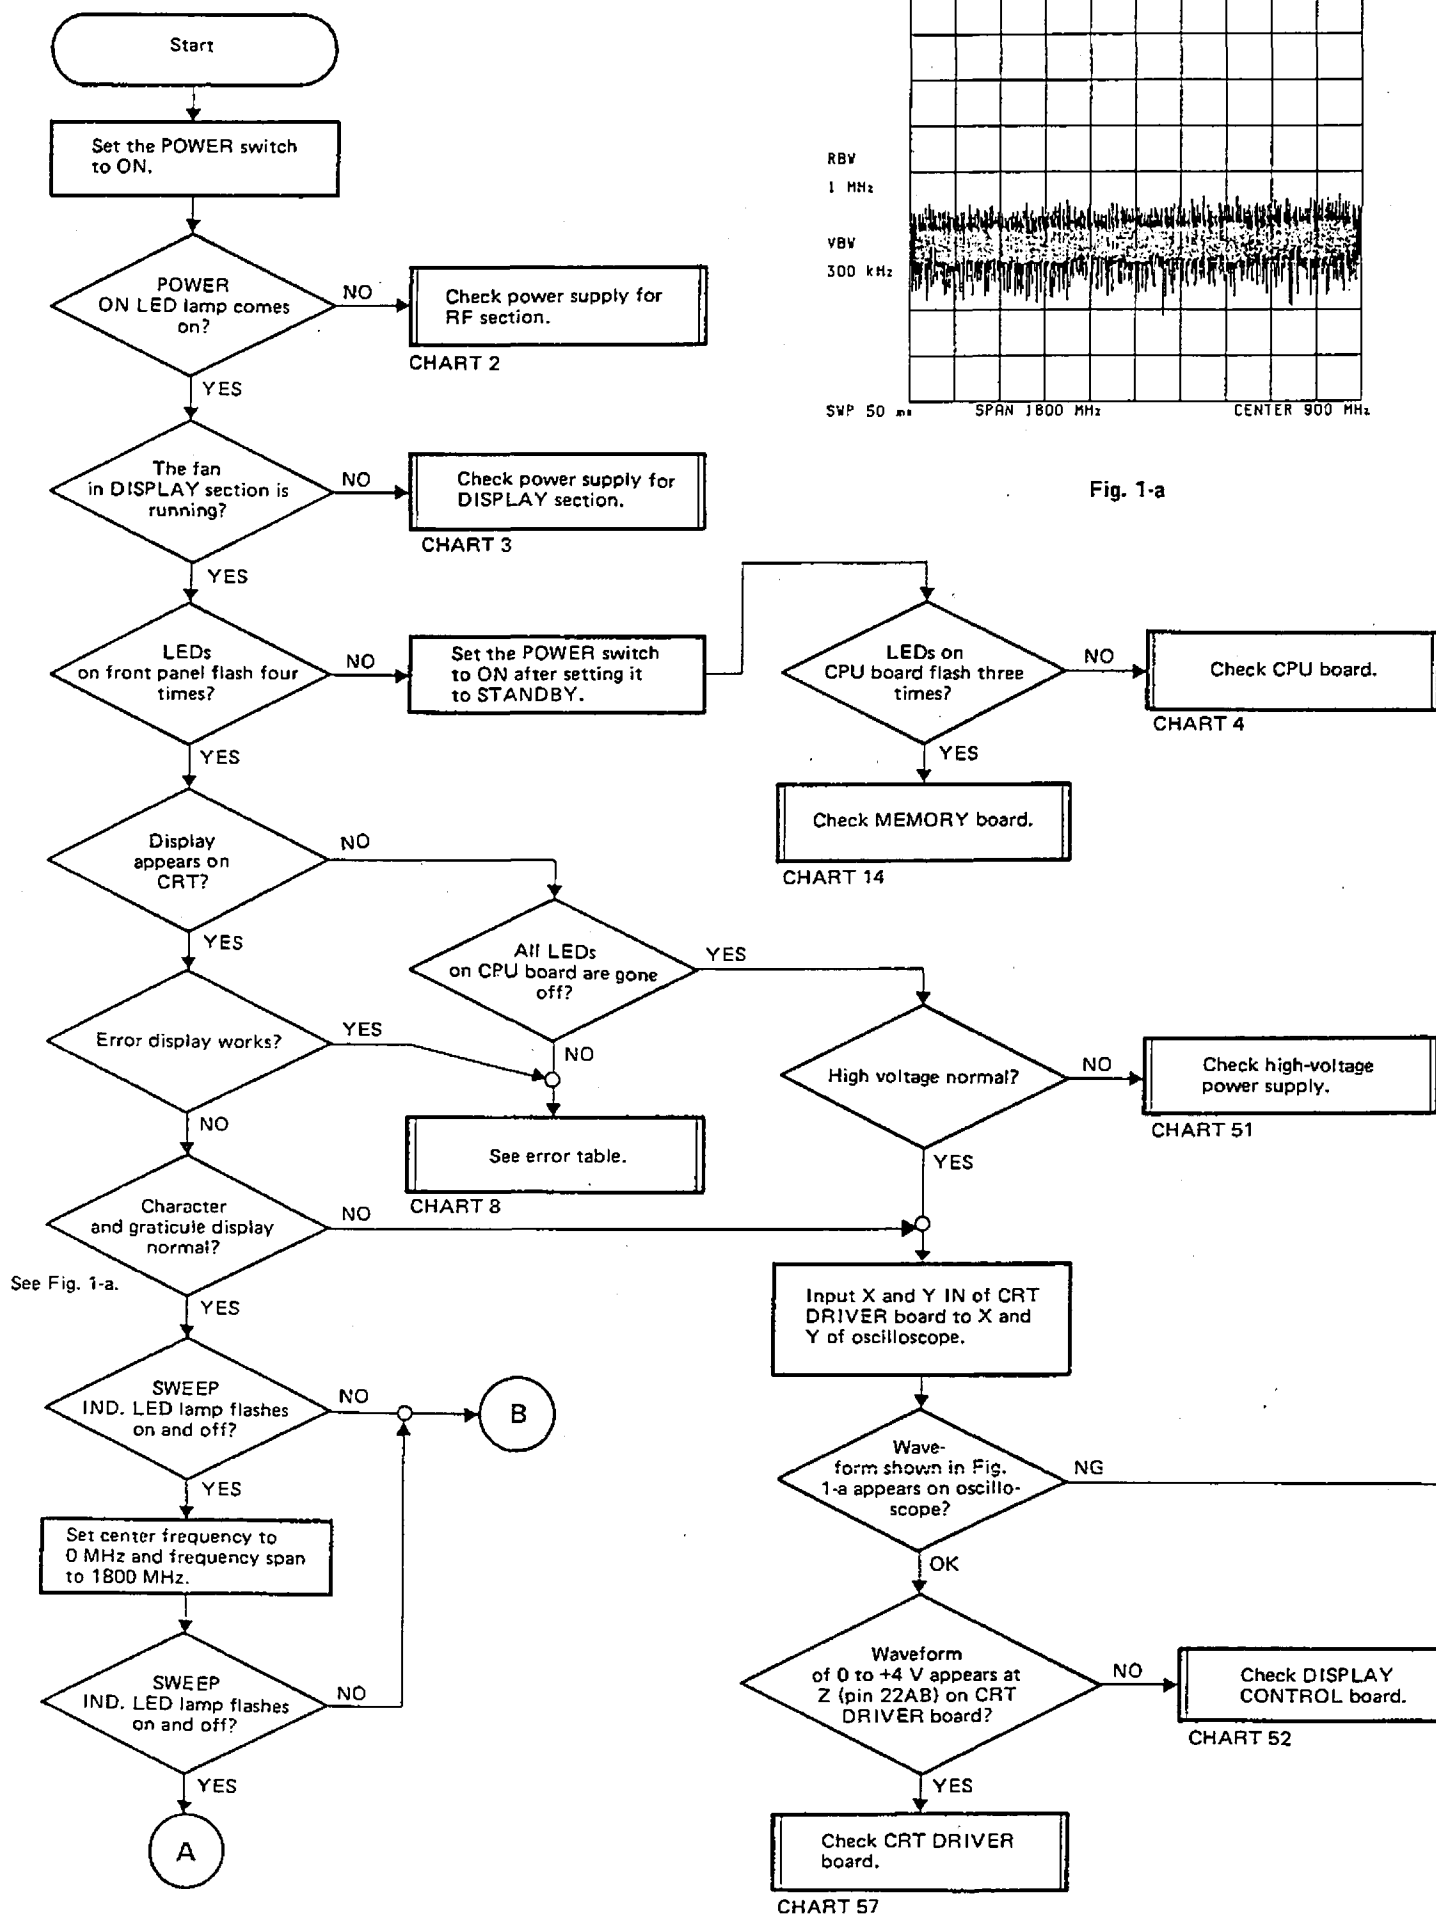 Start
Set the POWER switch
to ON.
POWER
ON LED lamp comes
on?
NO
Check power supply for
RF section.
CHART 2
YES
The fan
in DISPLAY section is
running?
NO
Check power supply for
DISPLAY section.
CHART 3
YES
LEDs
on front panel flash four
times?
NO
Set the POWER switch
to ON after setting it
to STANDBY.
LEDs on
CPU board flash three
times?
NO
Check CPU board.
CHART 4
YES
Check MEMORY board.
CHART 14
YES
Display
appears on
CRT?
NO
All LEDs
on CPU board are gone
off?
YES
NO
YES
Error display works?
YES
See error table.
CHART 8
High voltage normal?
NO
Check high-voltage
power supply.
CHART 51
YES
NO
Character
and graticule display
normal?
NO
See Fig. 1-a.
YES
Input X and Y IN of CRT
DRIVER board to X and
Y of oscilloscope.
SWEEP
IND. LED lamp flashes
on and off?
NO
B
YES
Wave-
form shown in Fig.
1-a appears on oscillo-
scope?
NG
OK
Set center frequency to
0 MHz and frequency span
to 1800 MHz.
SWEEP
IND. LED lamp flashes
on and off?
NO
YES
A
Waveform
of 0 to +4 V appears at
Z (pin 22AB) on CRT
DRIVER board?
NO
Check DISPLAY
CONTROL board.
CHART 52
YES
Check CRT DRIVER
board.
CHART 57
RBW
1 MHz
VBW
300 kHz
SWP 50 ms
SPAN 1800 MHz
CENTER 900 MHz
Fig. 1-a